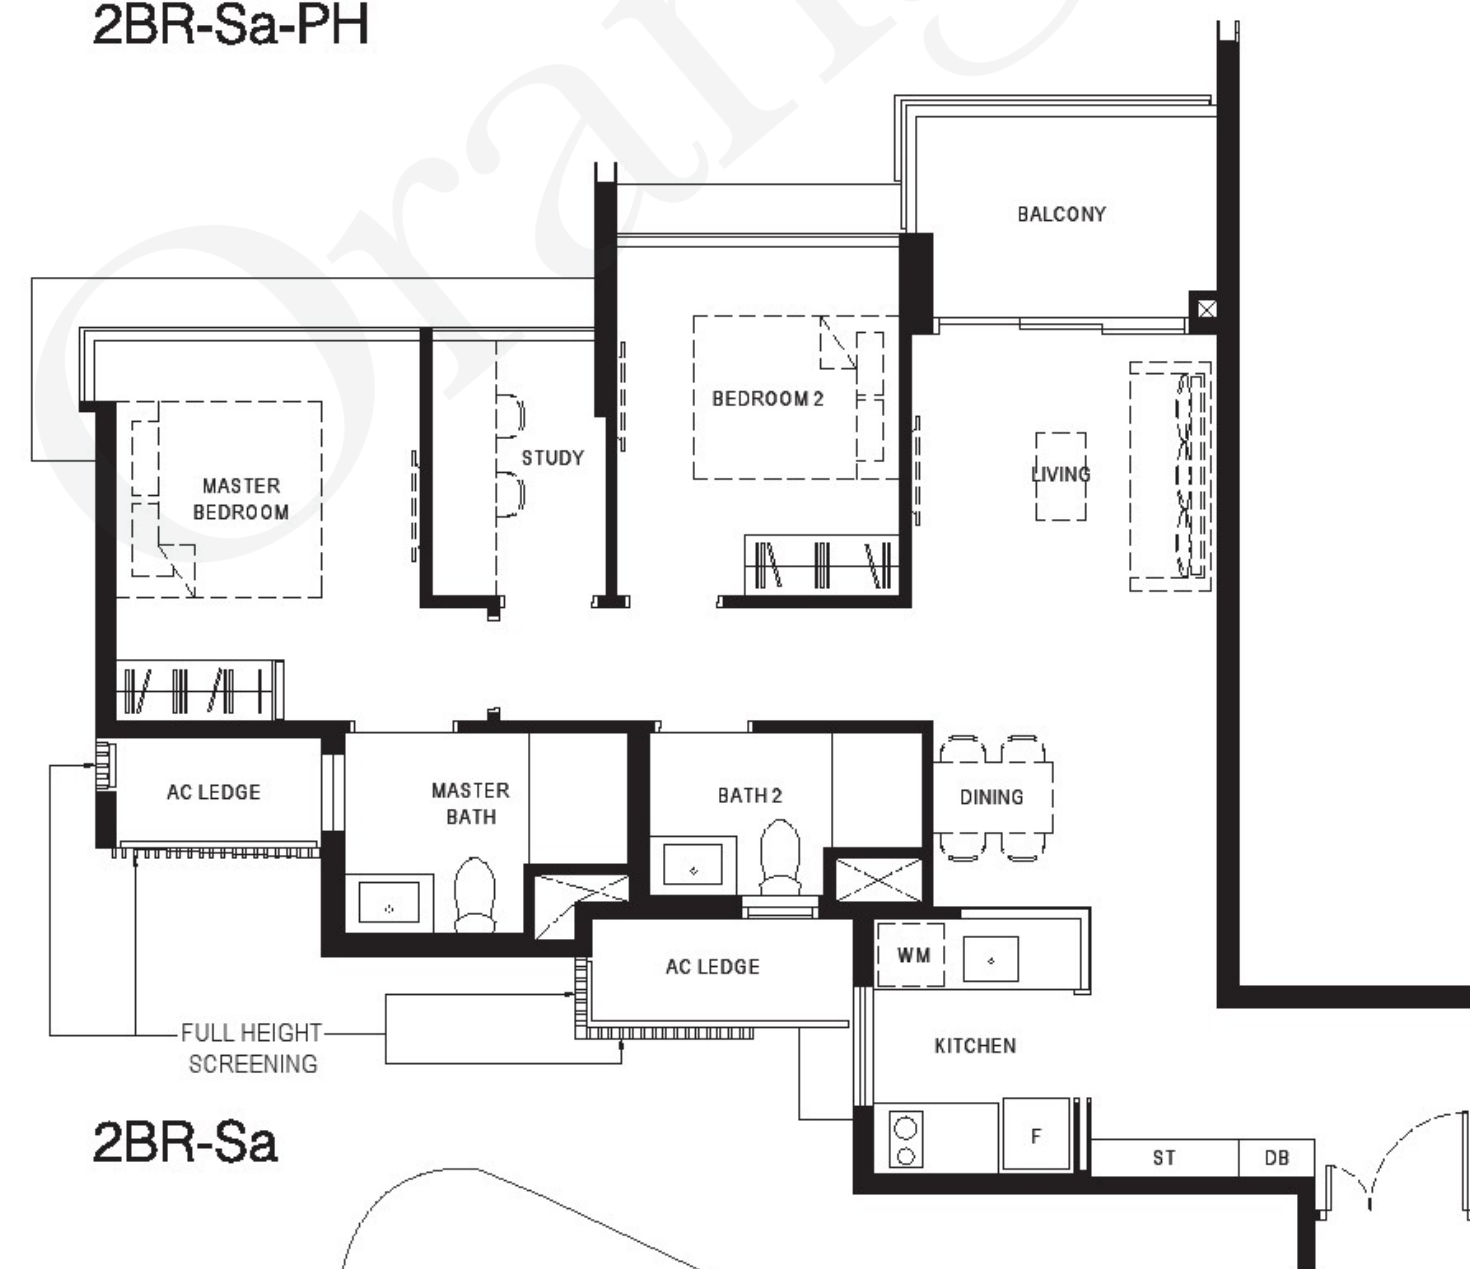 2BR-Sa-PH
Orang
BALCONY
BEDROOM 2
STUDY
LIVING
MASTER
BEDROOM
AC LEDGE
MASTER
BATH
BATH 2
DINING
WM
AC LEDGE
FULL HEIGHT
SCREENING
KITCHEN
F
ST
DB
2BR-Sa